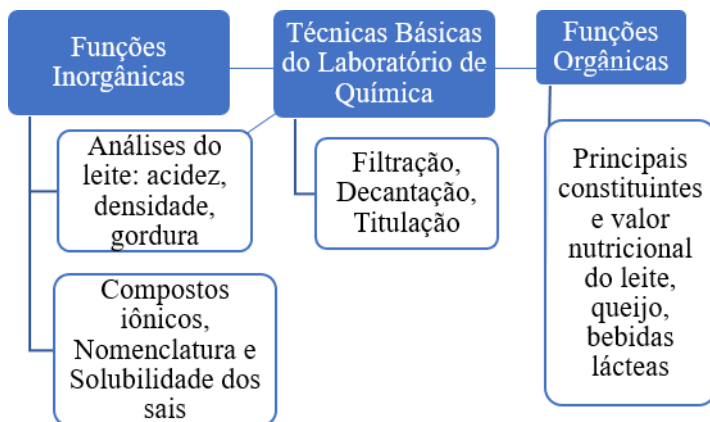 Funções
Inorgânicas
Técnicas Básicas
do Laboratório de
Química
Funções
Orgânicas
Análises do
leite: acidez,
densidade,
gordura
Compostos
iônicos,
Nomenclatura e
Solubilidade dos
sais
Filtração,
Decantação,
Titulação
Principais
constituintes
e valor
nutricional
do leite,
queijo,
bebidas
lácteas